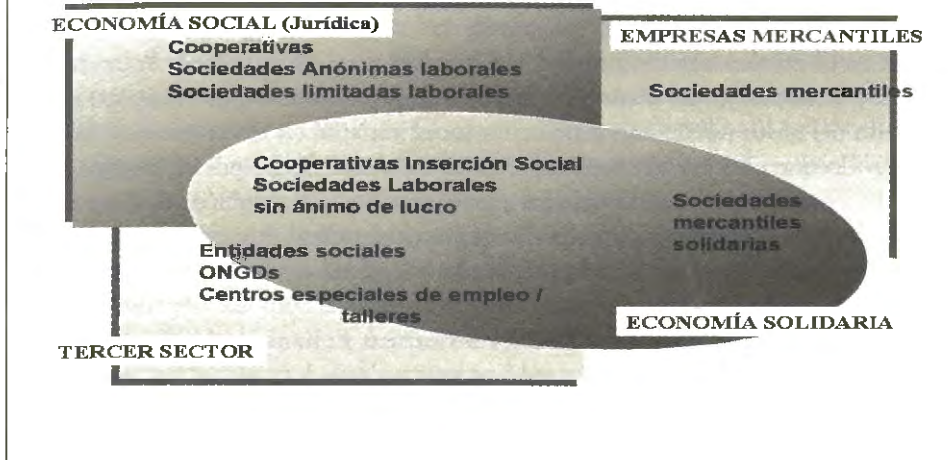 ECONOMÍA SOCIAL (Jurídica)
Cooperativas
Sociedades Anónimas laborales
Sociedades limitadas laborales
EMPRESAS MERCANTILES
Sociedades mercantiles
Cooperativas Inserción Social
Sociedades Laborales
sin ánimo de lucro
Sociedades
mercantiles
solidarias
Entidades sociales
ONGDs
Centros especiales de empleo /
talleres
ECONOMÍA SOLIDARIA
TERCER SECTOR